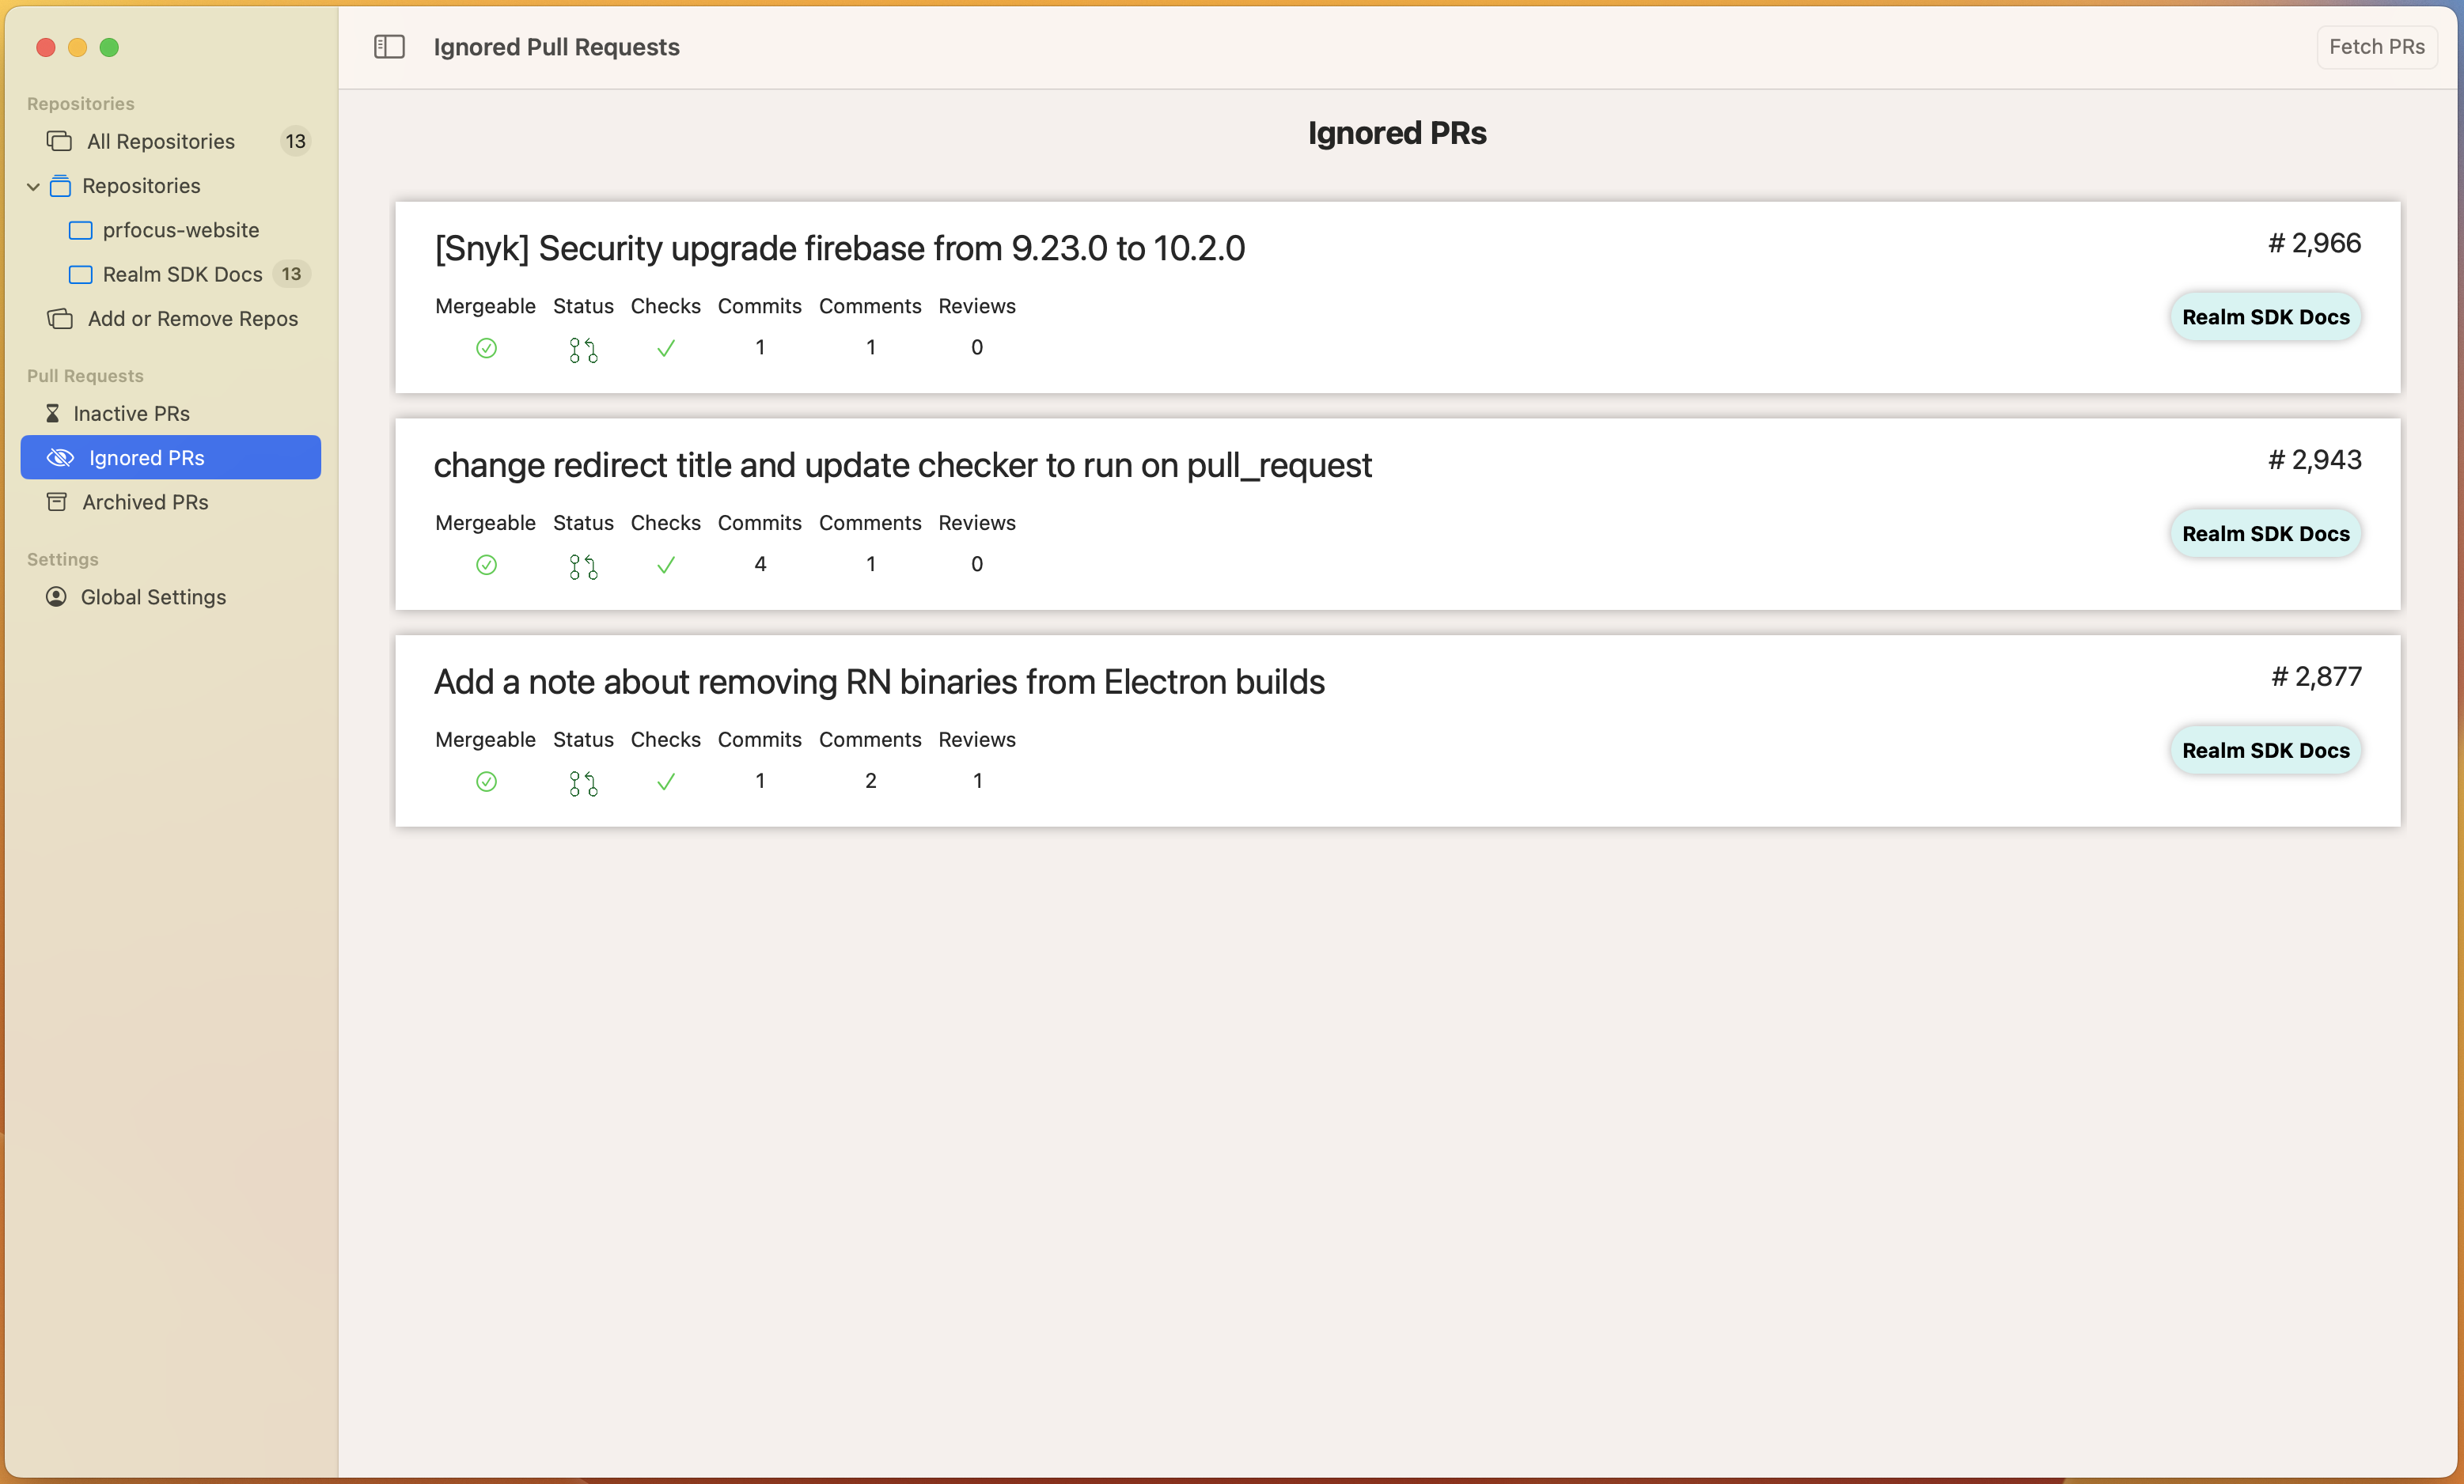 Ignored Pull Requests
Fetch PRs
Repositories
All Repositories 13
Repositories
prfocus-website
Realm SDK Docs 13
Add or Remove Repos
Pull Requests
Inactive PRs
Ignored PRs
Archived PRs
Settings
Global Settings
Ignored PRs
[Snyk] Security upgrade firebase from 9.23.0 to 10.2.0
# 2,966
Mergeable Status Checks Commits Comments Reviews
1 1 0
Realm SDK Docs
change redirect title and update checker to run on pull_request
# 2,943
Mergeable Status Checks Commits Comments Reviews
4 1 0
Realm SDK Docs
Add a note about removing RN binaries from Electron builds
# 2,877
Mergeable Status Checks Commits Comments Reviews
1 2 1
Realm SDK Docs